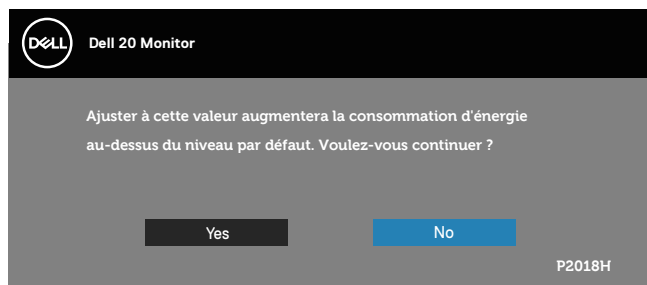 DELL
Dell 20 Monitor
Ajuster à cette valeur augmentera la consommation d'énergie
au-dessus du niveau par défaut. Voulez-vous continuer ?
Yes No
P2018H